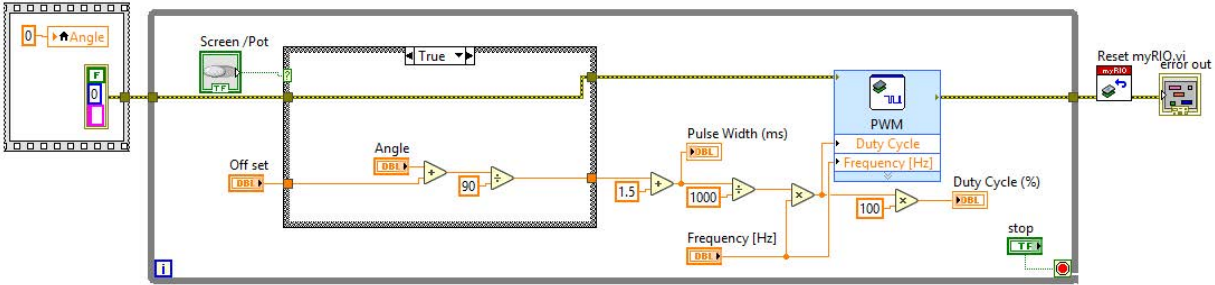 0
Angle
F
0
Screen /Pot
TF
True
?
Off set
DBL
Angle
DBL
+
90
÷
1.5
+
Pulse Width (ms)
DBL
1000
÷
×
Frequency [Hz]
DBL
PWM
Duty Cycle
Frequency [Hz]
100
×
Duty Cycle (%)
DBL
stop
TF
i
Reset myRIO.vi
myRIO
error out